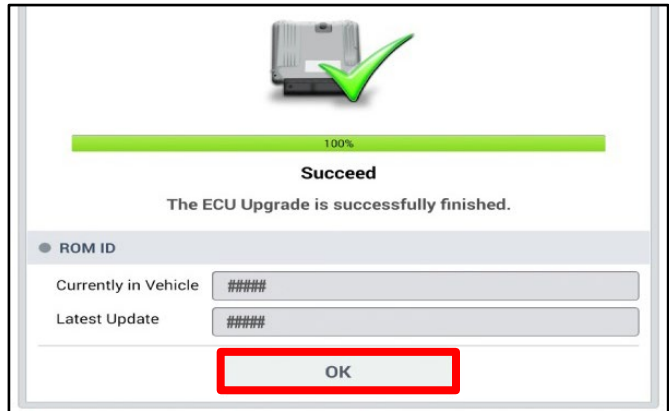 100%
Succeed
The ECU Upgrade is successfully finished.
ROM ID
Currently in Vehicle #####
Latest Update #####
OK